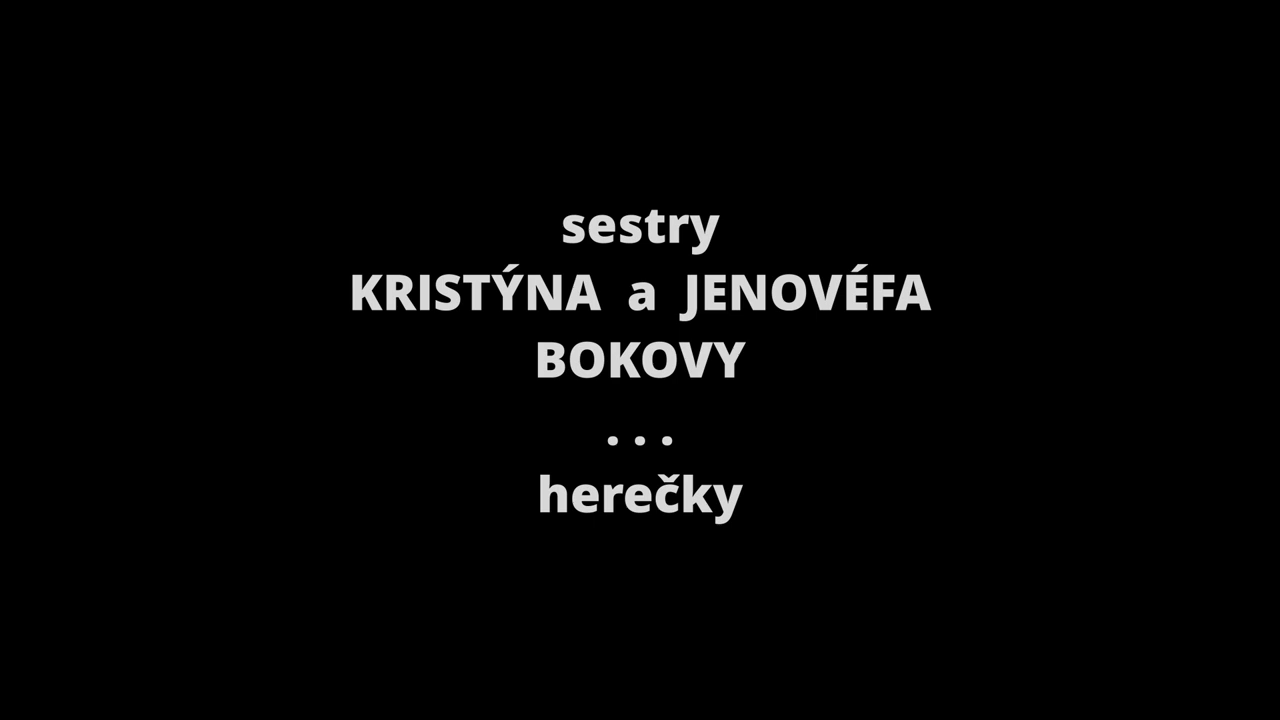 sestry
KRISTÝNA a JENOVÉFA
BOKOVY
. . .
herečky